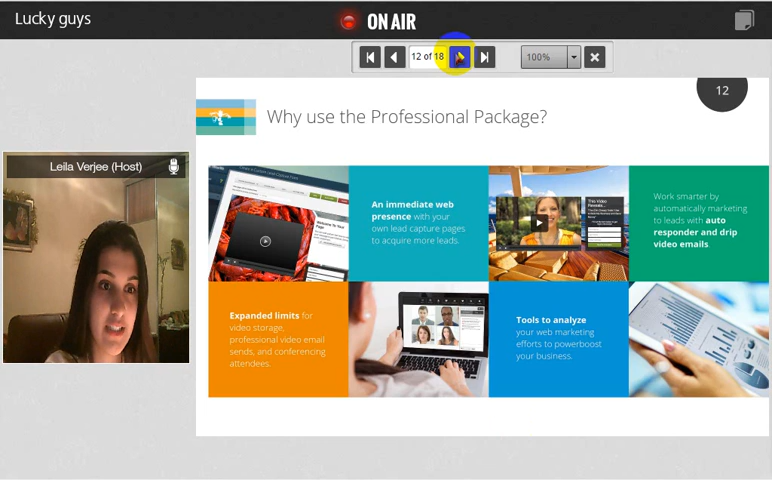 Lucky guys
ON AIR
12 of 18
100%
12
Why use the Professional Package?
Leila Verjee (Host)
An immediate web
presence with your
own lead capture pages
to acquire more leads.
Work smarter by
automatically marketing
to leads with auto
responder and drip
video emails.
Expanded limits for
video storage,
professional video email
sends, and conferencing
attendees.
Tools to analyze
your web marketing
efforts to powerboost
your business.